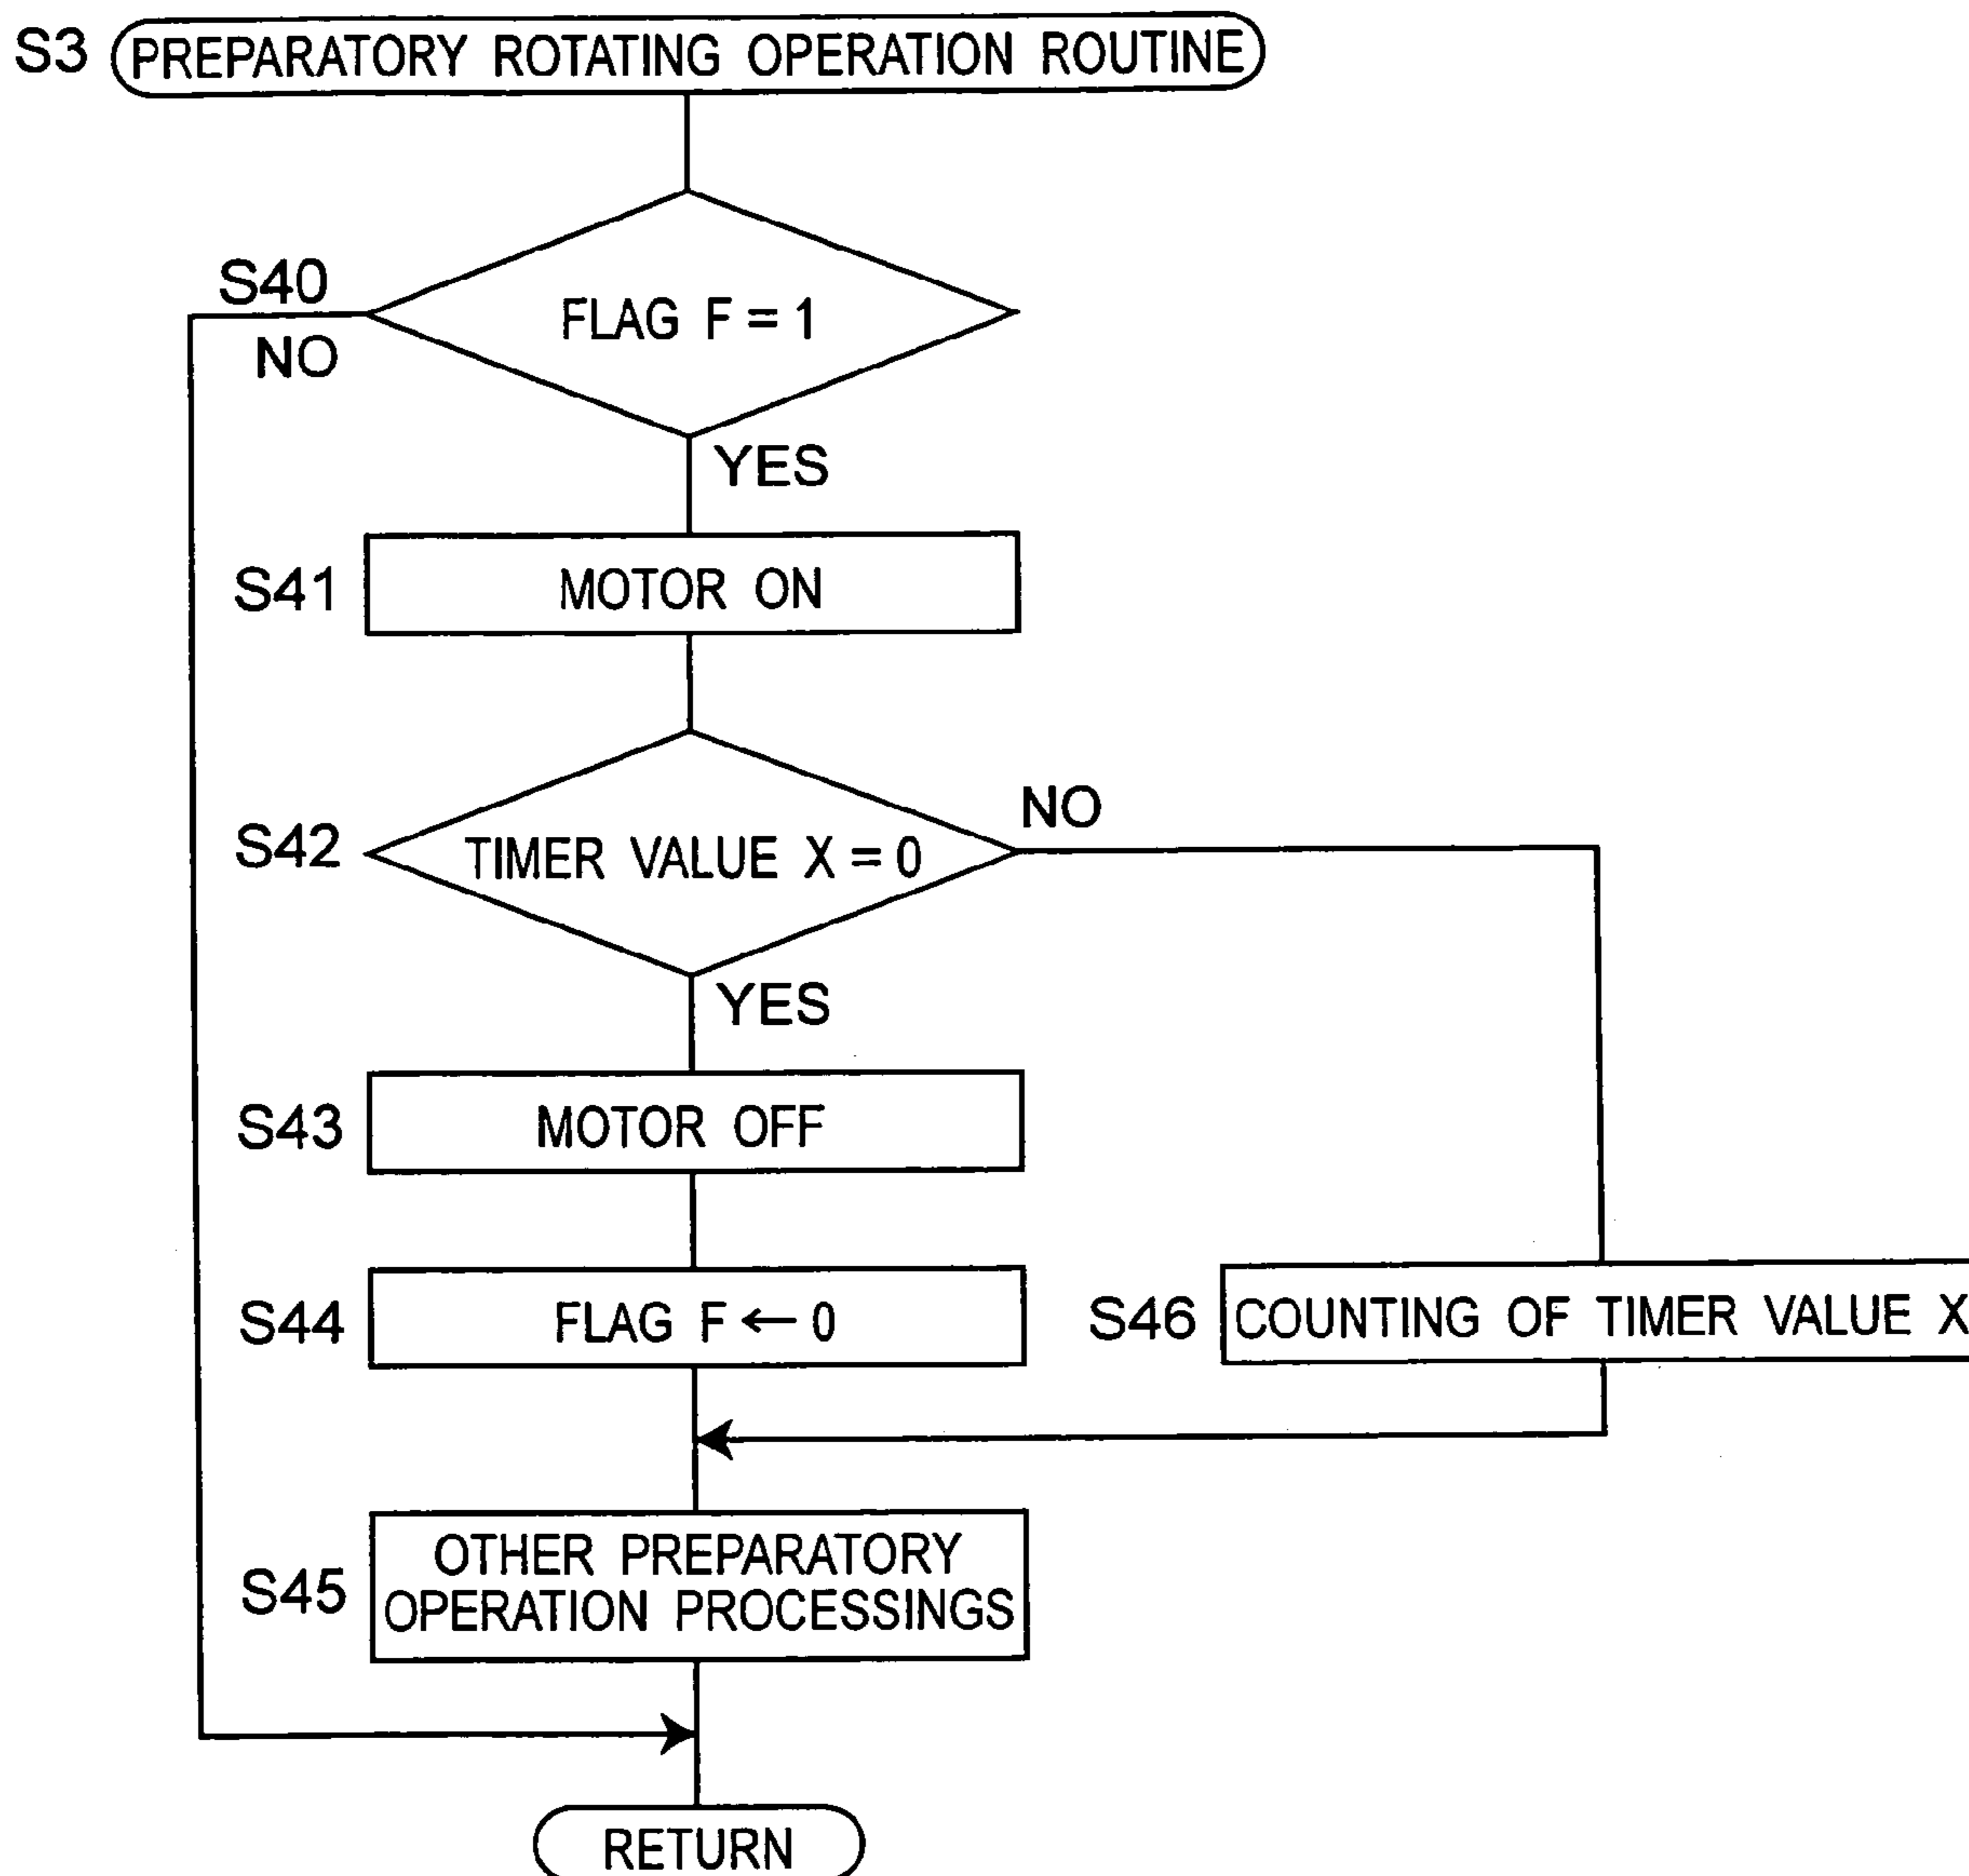 S3 PREPARATORY ROTATING OPERATION ROUTINE
S40
FLAG F = 1
NO
YES
S41 MOTOR ON
NO
S42 TIMER VALUE X = 0
YES
S43 MOTOR OFF
S44 FLAG F ← 0
S46 COUNTING OF TIMER VALUE X
S45
OTHER PREPARATORY
OPERATION PROCESSINGS
RETURN